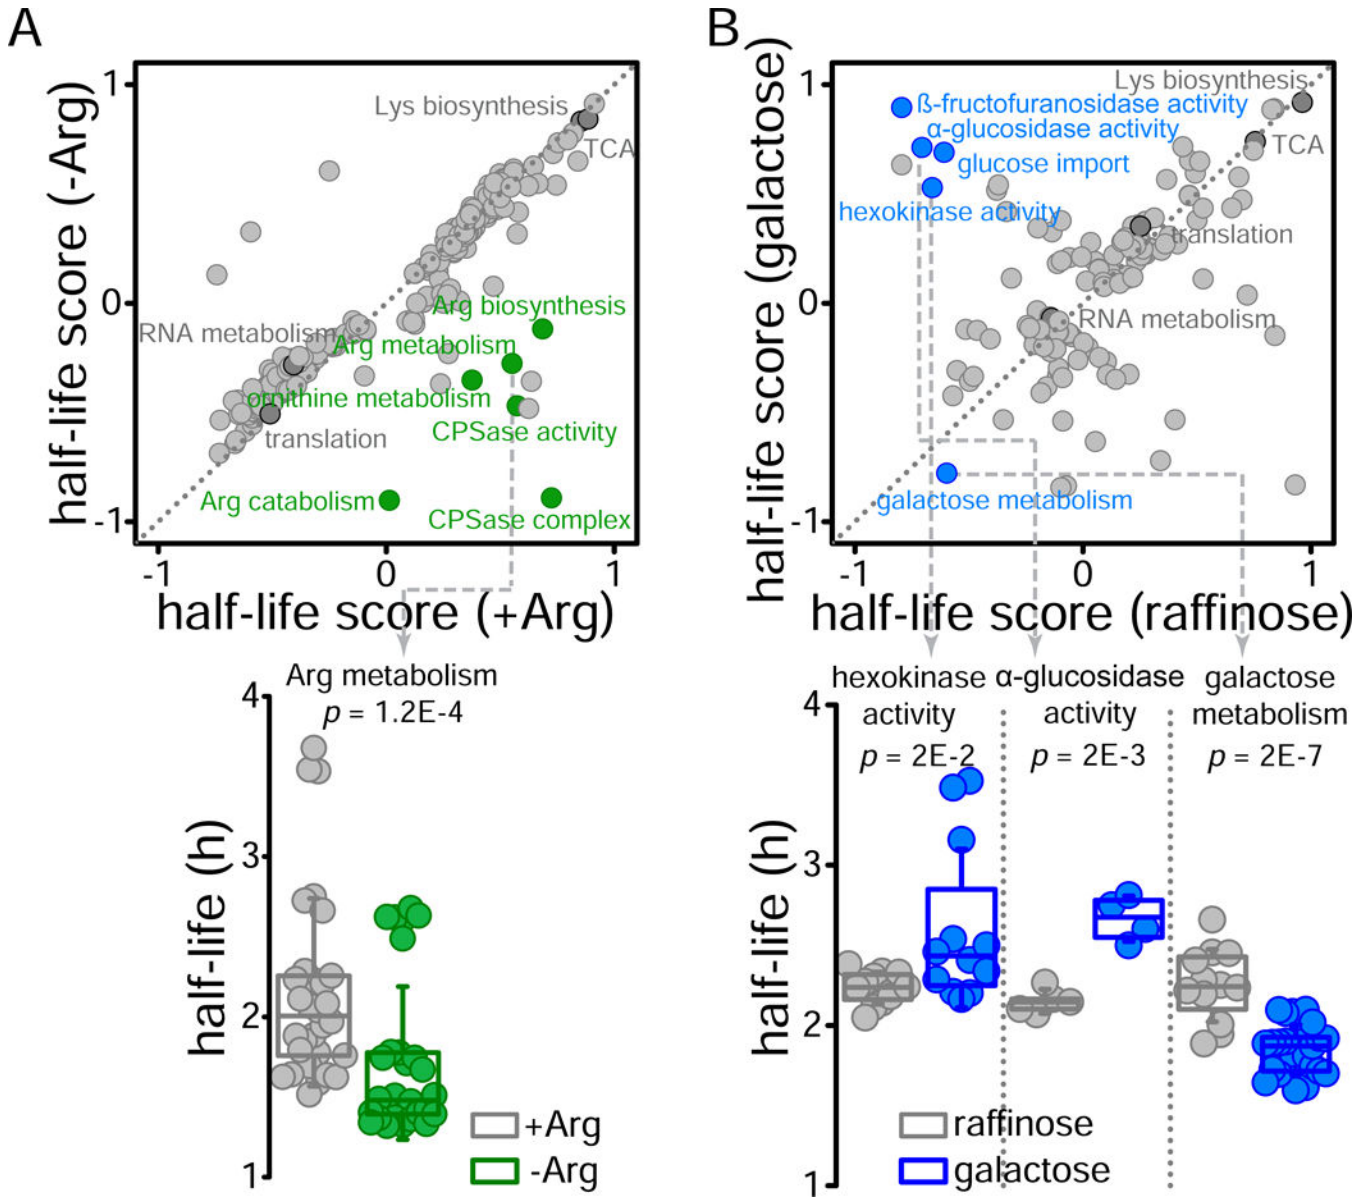 A
half-life score (-Arg)
1
0
-1
Lys biosynthesis
TCA
Arg biosynthesis
RNA metabolism
Arg metabolism
ornithine metabolism
CPSase activity
translation
Arg catabolism
CPSase complex
-1
0
1
half-life score (+Arg)
Arg metabolism
p = 1.2E-4
half-life (h)
4
3
2
1
+Arg
-Arg
B
half-life score (galactose)
1
0
-1
Lys biosynthesis
ß-fructofuranosidase activity
α-glucosidase activity
TCA
glucose import
hexokinase activity
translation
RNA metabolism
galactose metabolism
-1
0
1
half-life score (raffinose)
hexokinase
activity
p = 2E-2
α-glucosidase
activity
p = 2E-3
galactose
metabolism
p = 2E-7
half-life (h)
4
3
2
1
raffinose
galactose